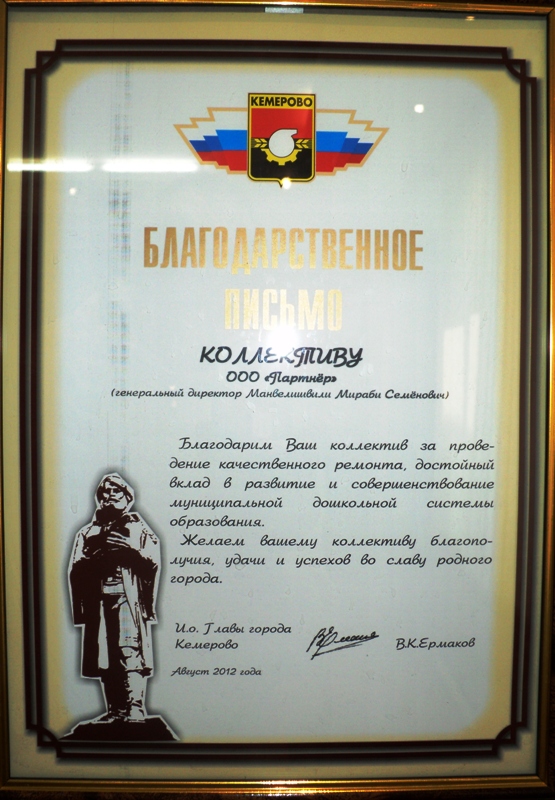 КЕМЕРОВО
БЛАГОДАРСТВЕННОЕ
ПИСЬМО
КОЛЛЕКТИВУ
ООО «Партнёр»
(генеральный директор Манвелишвили Мираби Семёнович)
Благодарим Ваш коллектив за прове-
дение качественного ремонта, достойный
вклад в развитие и совершенствование
муниципальной дошкольной системы
образования.
Желаем вашему коллективу благопо-
лучия, удачи и успехов во славу родного
города.
И.о. Главы города
Кемерово
В.К.Ермаков
Август 2012 года